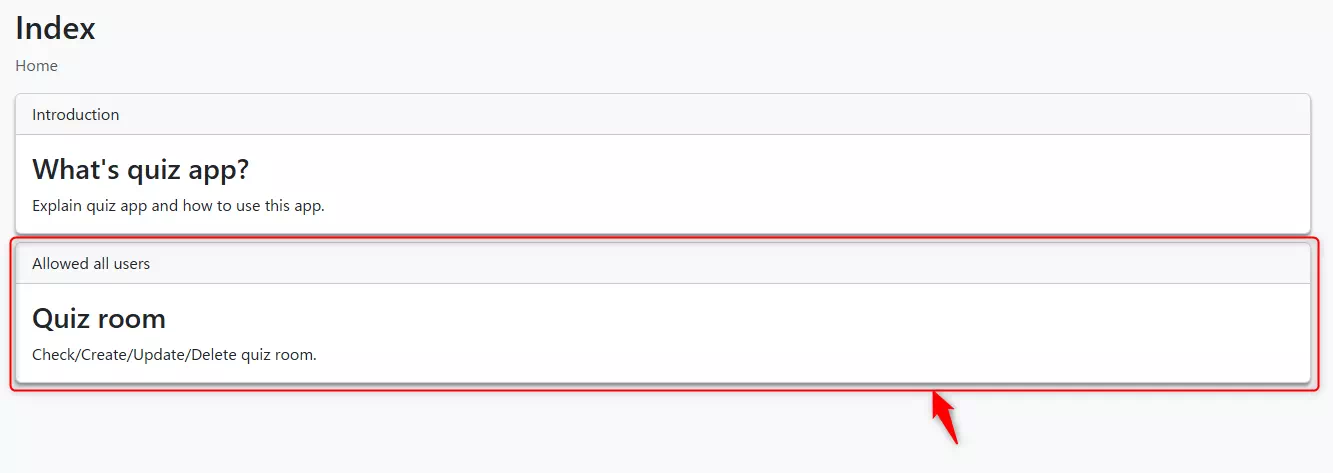 Index
Home
Introduction
What's quiz app?
Explain quiz app and how to use this app.
Allowed all users
Quiz room
Check/Create/Update/Delete quiz room.